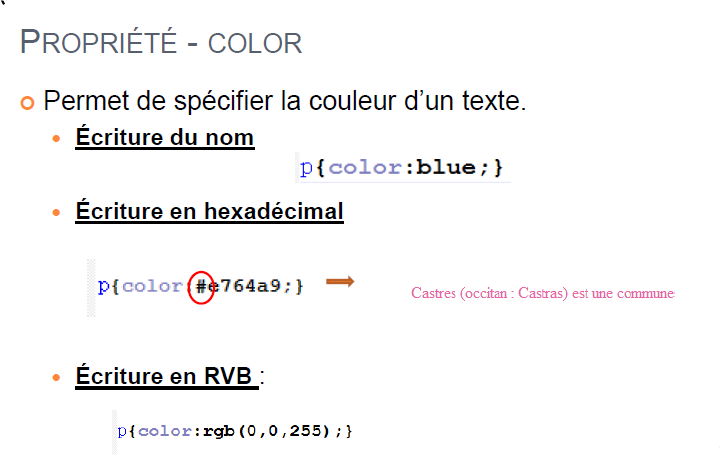 PROPRIÉTÉ - COLOR
Permet de spécifier la couleur d'un texte.
Écriture du nom
p{color:blue;}
Écriture en hexadécimal
p{color:#e764a9;}
Castres (occitan : Castras) est une commune
Écriture en RVB :
p{color:rgb(0,0,255);}